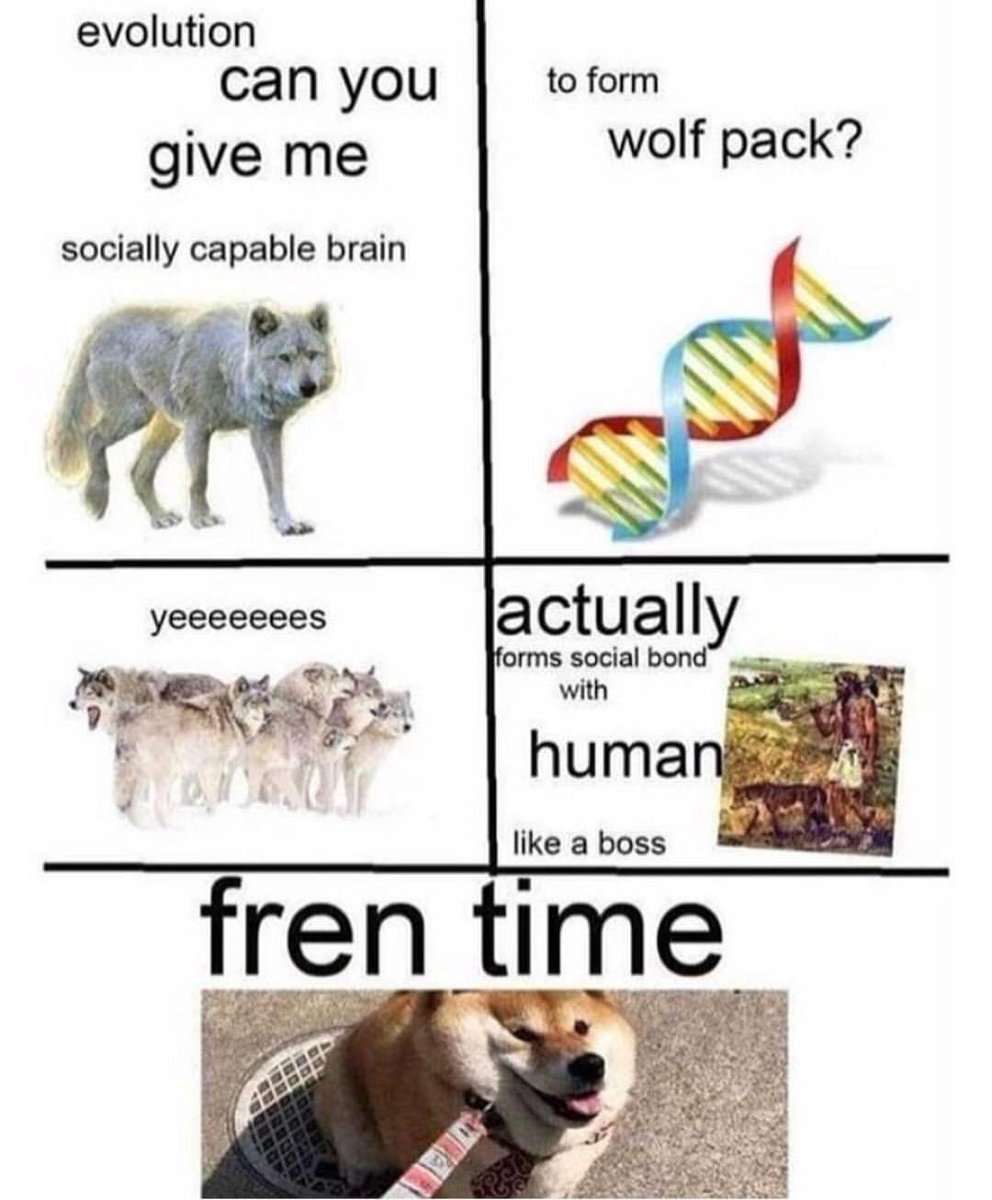 evolution
can you
give me
socially capable brain
to form
wolf pack?
yeeeeeees
actually
forms social bond
with
human
like a boss
fren time